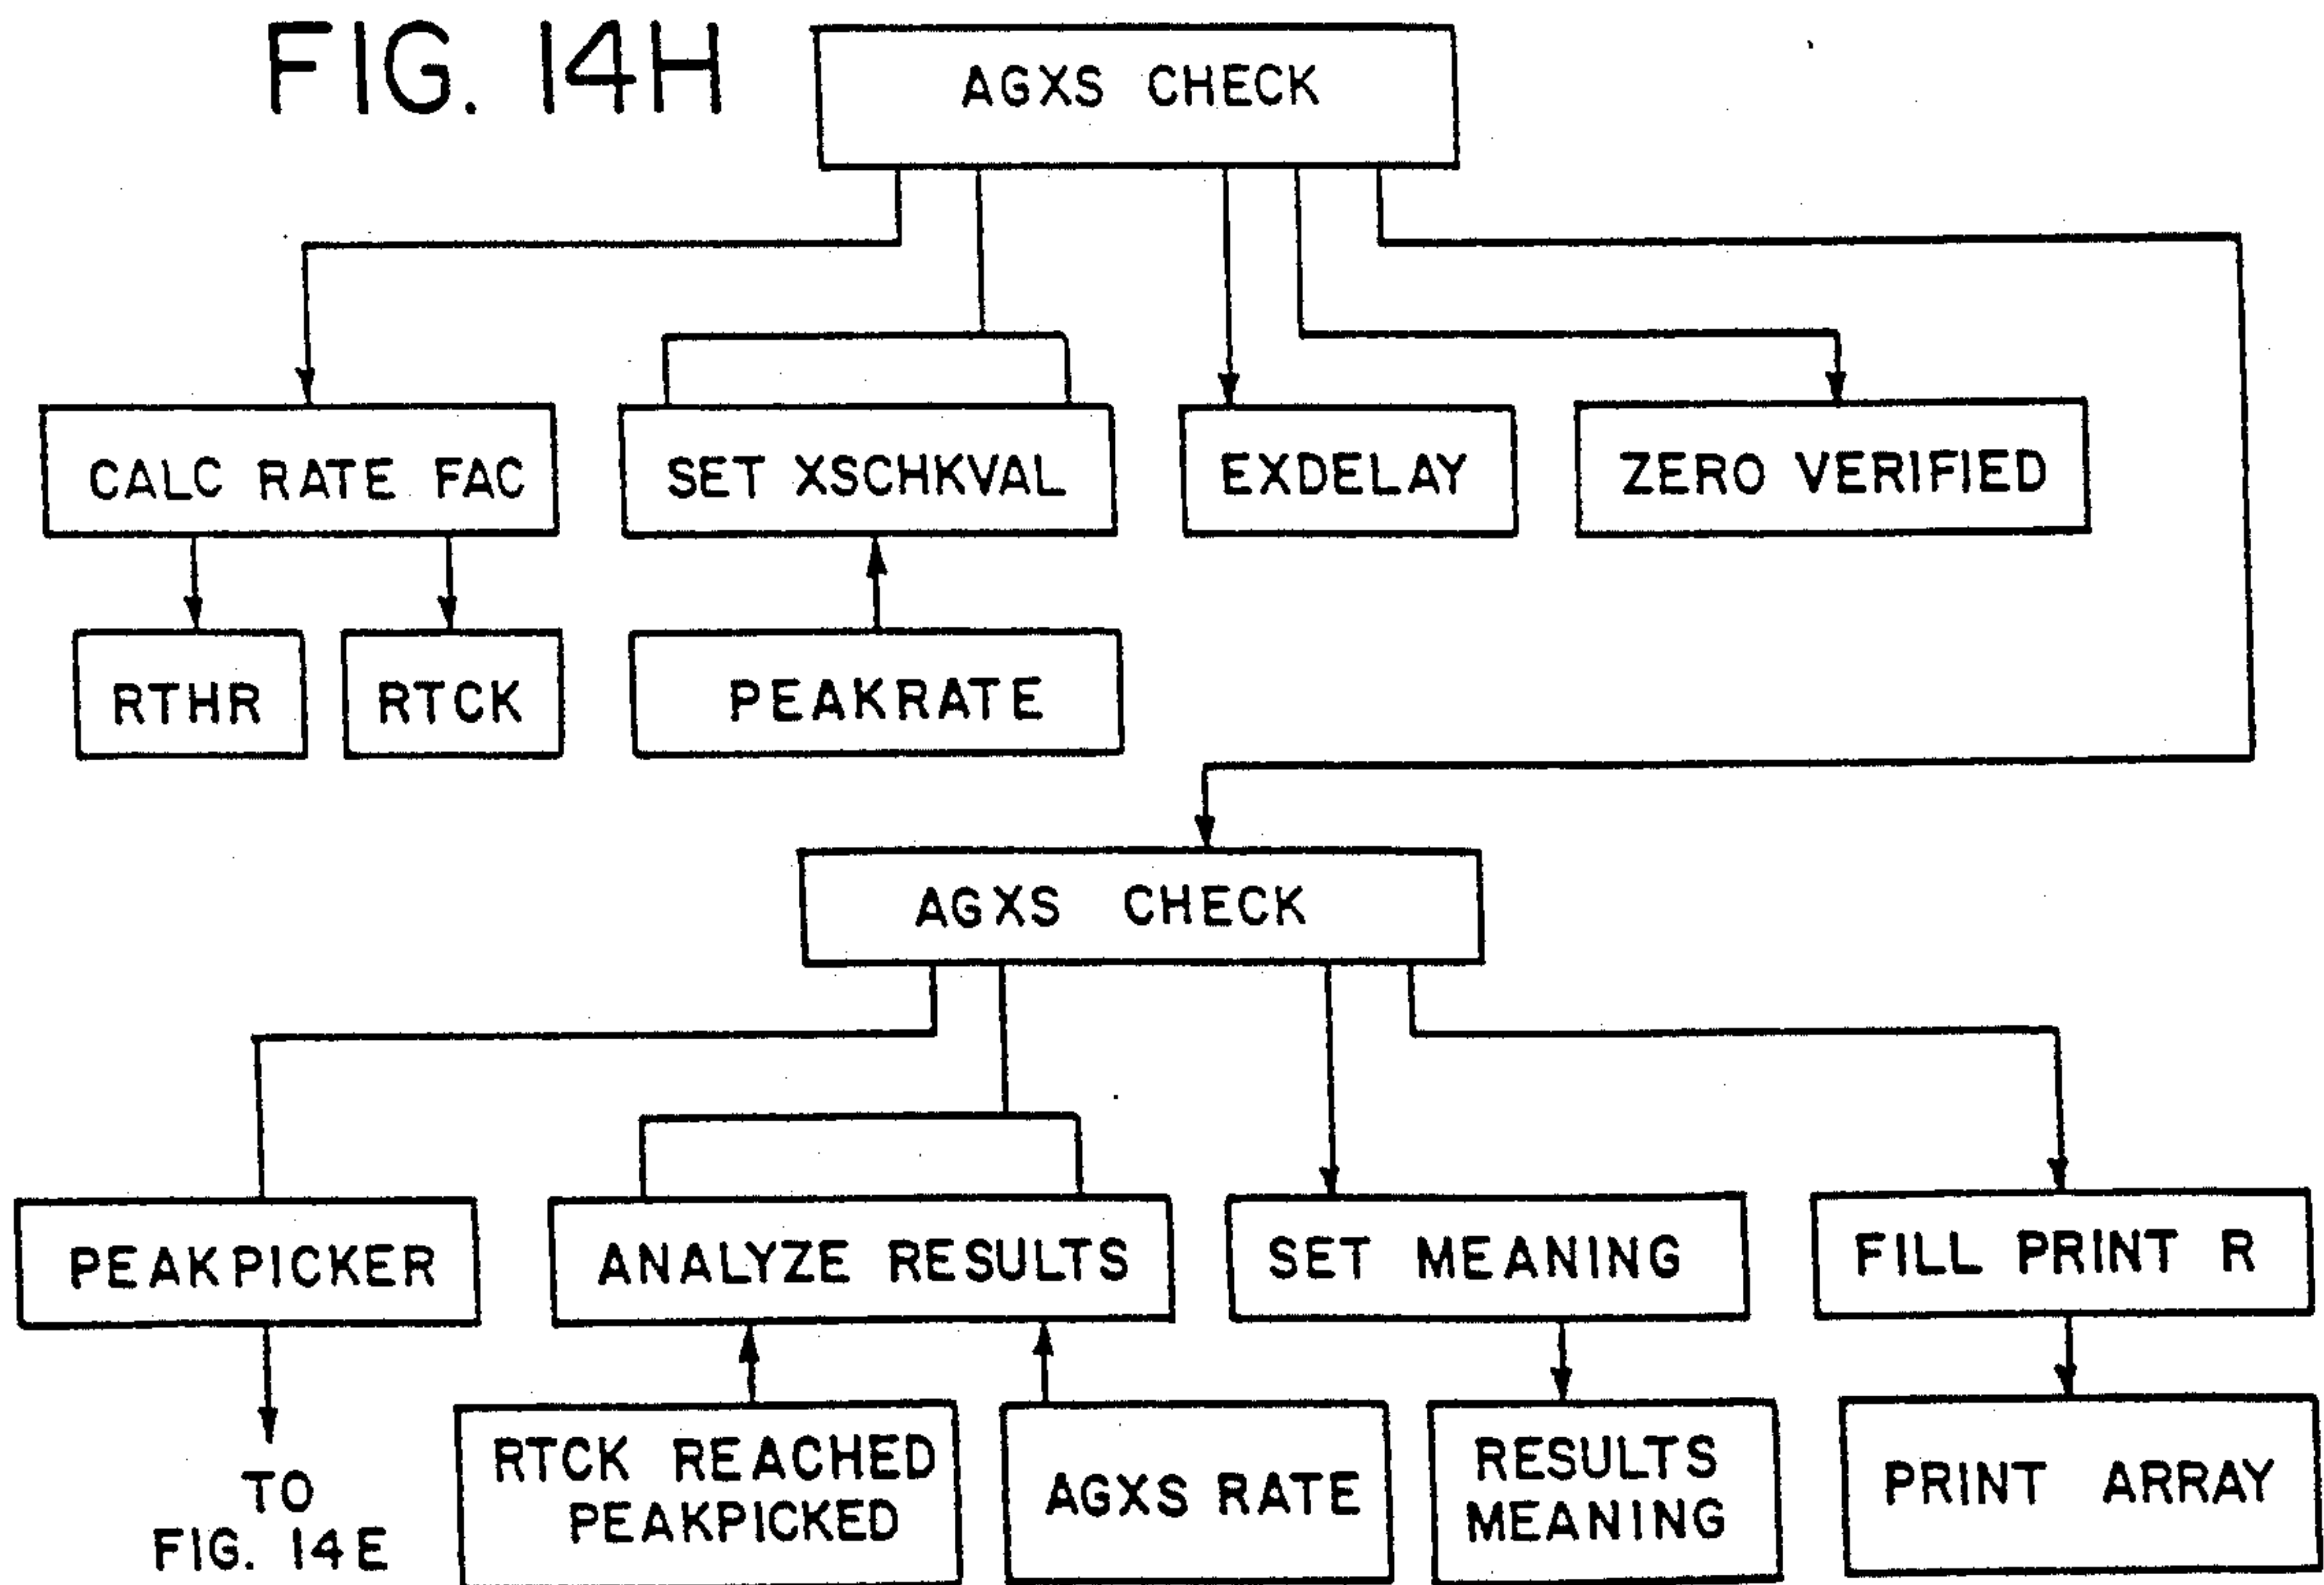 FIG. 14H
AGXS CHECK
CALC RATE FAC
SET XSCHKVAL
EXDELAY
ZERO VERIFIED
RTHR
RTCK
PEAKRATE
AGXS CHECK
PEAKPICKER
ANALYZE RESULTS
SET MEANING
FILL PRINT R
TO
FIG. 14E
RTCK REACHED
PEAKPICKED
AGXS RATE
RESULTS
MEANING
PRINT ARRAY